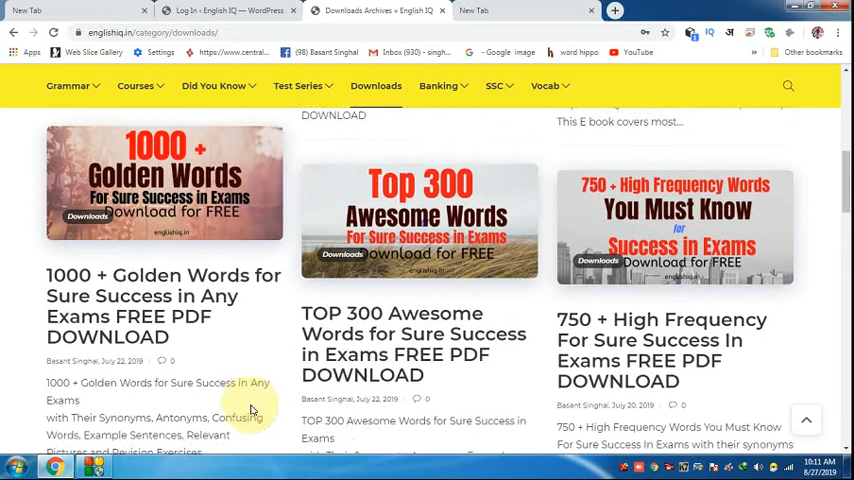 New Tab
Log In ‹ English IQ — WordPress
Downloads Archives » English IQ
New Tab
englishiq.in/category/downloads/
Apps
Web Slice Gallery
Settings
https://www.central...
(98) Basant Singhal
Inbox (930) - singh...
- Google image
word hippo
YouTube
Other bookmarks
Grammar
Courses
Did You Know
Test Series
Downloads
Banking
SSC
Vocab
DOWNLOAD
This E book covers most...
1000 +
Golden Words
For Sure Success in Exams
Downloads
Download for FREE
englishiq.in
1000 + Golden Words for
Sure Success in Any
Exams FREE PDF
DOWNLOAD
Basant Singhal, July 22, 2019
0
1000 + Golden Words for Sure Success in Any
Exams
with Their Synonyms, Antonyms, Confusing
Words, Example Sentences, Relevant
Pictures and Revision Exercises
Top 300
Awesome Words
For Sure Success in Exams
Downloads
Download for FREE
englishiq.in
TOP 300 Awesome
Words for Sure Success
in Exams FREE PDF
DOWNLOAD
Basant Singhal, July 22, 2019
0
TOP 300 Awesome Words for Sure Success in
Exams
750 + High Frequency Words
You Must Know
for
Success in Exams
Downloads
Download for FREE
englishiq.in
750 + High Frequency
For Sure Success In
Exams FREE PDF
DOWNLOAD
Basant Singhal, July 20, 2019
0
750 + High Frequency Words You Must Know
For Success In Exams with their synonyms
10:11 AM
8/27/2019